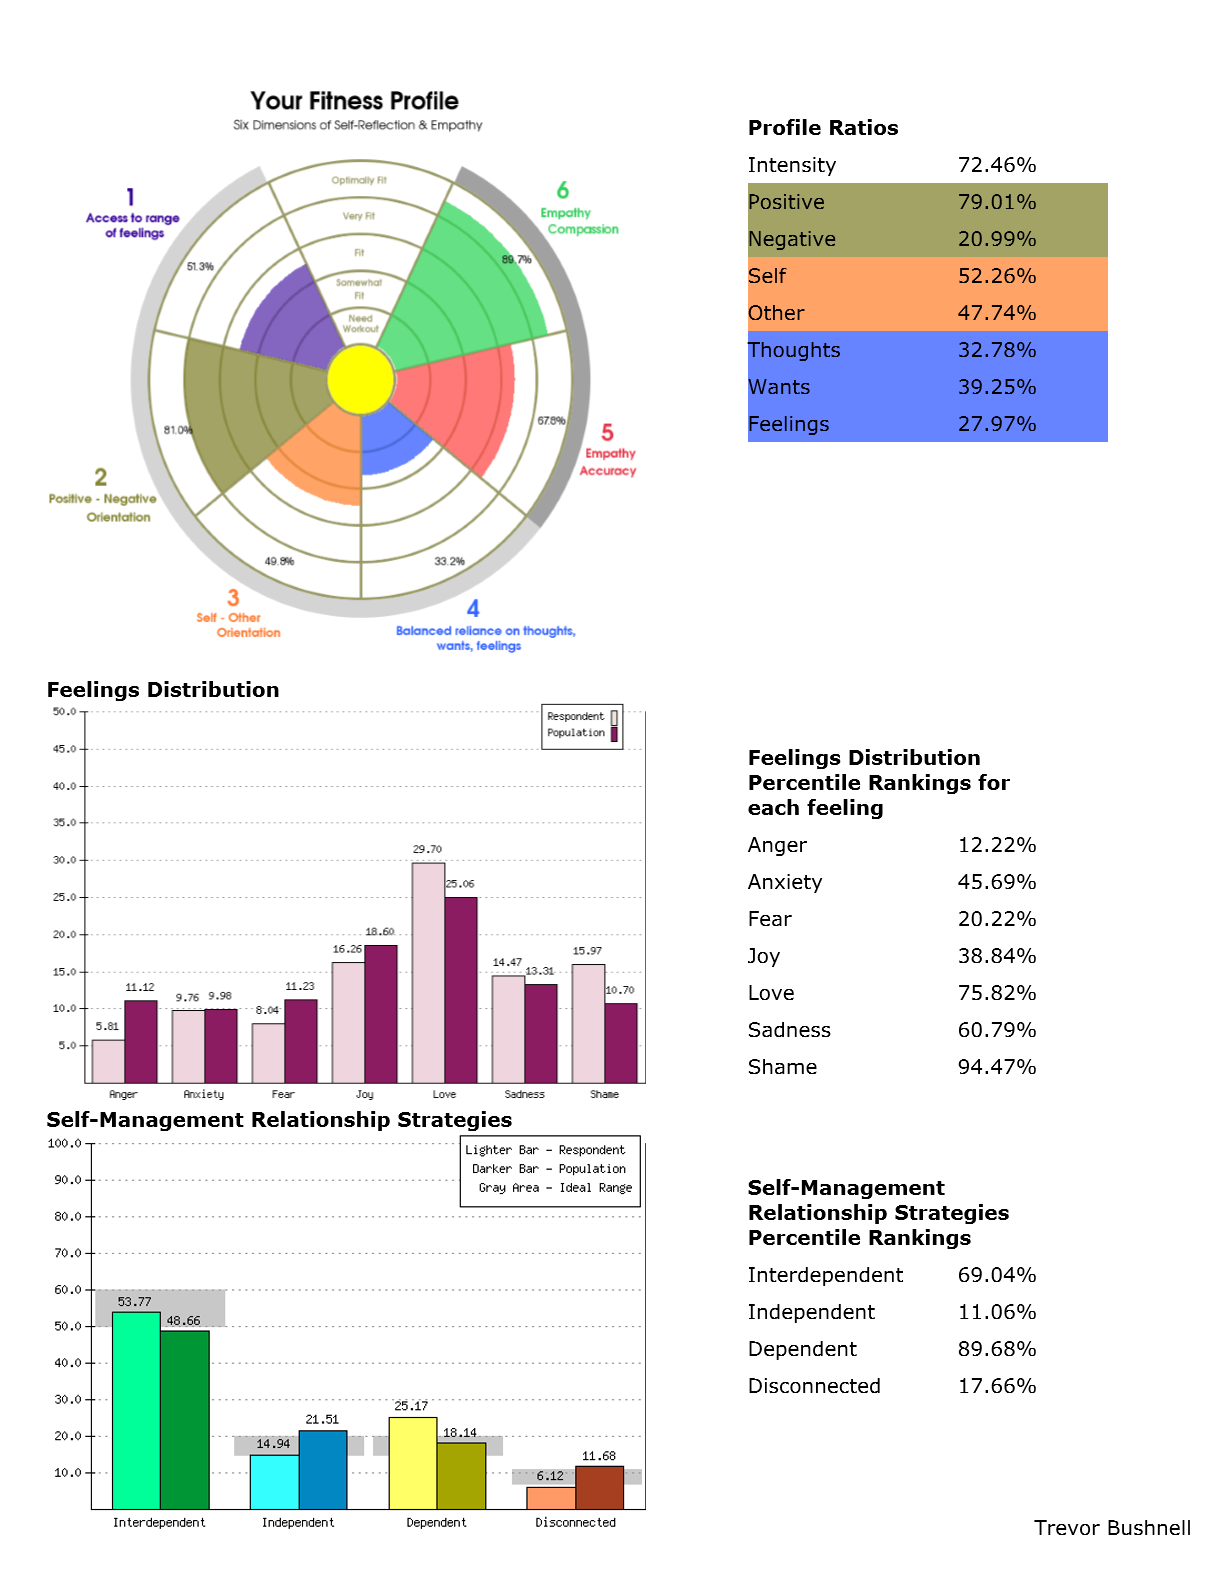 Your Fitness Profile
Six Dimensions of Self-Reflection & Empathy
Optimally Fit
Very Fit
Fit
Somewhat
Fit
Need
Workout
1
Access to range
of feelings
51.3%
6
Empathy
Compassion
89.7%
81.0%
2
Positive - Negative
Orientation
67.8%
5
Empathy
Accuracy
49.8%
3
Self - Other
Orientation
33.2%
4
Balanced reliance on thoughts,
wants, feelings
Profile Ratios
Intensity 72.46%
Positive 79.01%
Negative 20.99%
Self 52.26%
Other 47.74%
Thoughts 32.78%
Wants 39.25%
Feelings 27.97%
Feelings Distribution
Respondent
Population
50.0
45.0
40.0
35.0
30.0
25.0
20.0
15.0
10.0
5.0
5.81 11.12
9.76 9.98
8.04 11.23
16.26 18.60
29.70 25.06
14.47 13.31
15.97 10.70
Anger Anxiety Fear Joy Love Sadness Shame
Feelings Distribution
Percentile Rankings for
each feeling
Anger 12.22%
Anxiety 45.69%
Fear 20.22%
Joy 38.84%
Love 75.82%
Sadness 60.79%
Shame 94.47%
Self-Management Relationship Strategies
Lighter Bar - Respondent
Darker Bar - Population
Gray Area - Ideal Range
100.0
90.0
80.0
70.0
60.0
50.0
40.0
30.0
20.0
10.0
53.77 48.66
14.94 21.51
25.17 18.14
6.12 11.68
Interdependent Independent Dependent Disconnected
Self-Management
Relationship Strategies
Percentile Rankings
Interdependent 69.04%
Independent 11.06%
Dependent 89.68%
Disconnected 17.66%
Trevor Bushnell